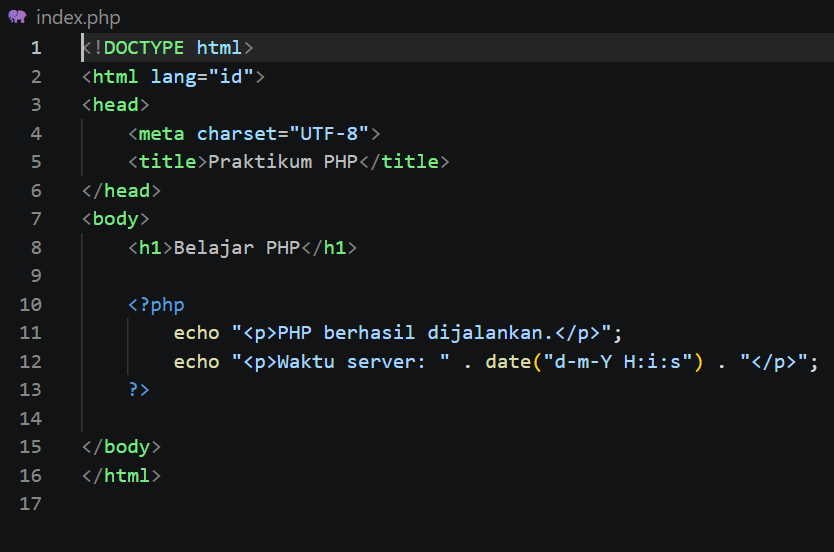 index.php
1 <!DOCTYPE html>
2 <html lang="id">
3 <head>
4     <meta charset="UTF-8">
5     <title>Praktikum PHP</title>
6 </head>
7 <body>
8     <h1>Belajar PHP</h1>
9
10     <?php
11         echo "<p>PHP berhasil dijalankan.</p>";
12         echo "<p>Waktu server: " . date("d-m-Y H:i:s") . "</p>";
13     ?>
14
15 </body>
16 </html>
17